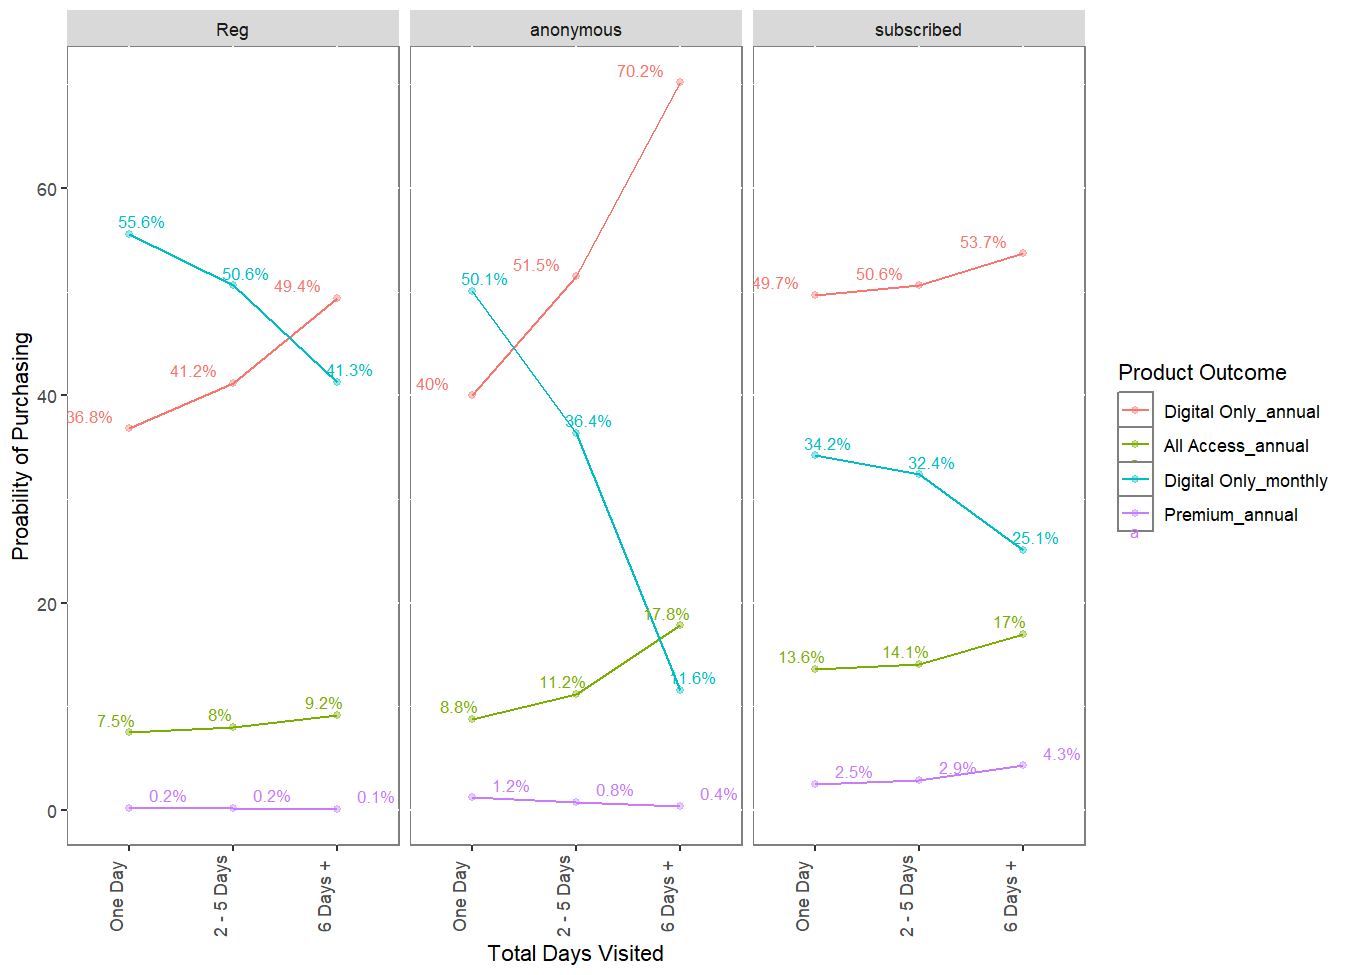 Reg
anonymous
subscribed
70.2%
60
55.6%
50.6%
49.4%
41.2%
36.8%
41.3%
50.1%
51.5%
40%
36.4%
49.7%
50.6%
53.7%
34.2%
32.4%
25.1%
40
20
0
7.5%
8%
9.2%
0.2%
0.2%
0.1%
8.8%
11.2%
17.8%
11.6%
1.2%
0.8%
0.4%
13.6%
14.1%
17%
2.5%
2.9%
4.3%
Proability of Purchasing
One Day
2 - 5 Days
6 Days +
One Day
2 - 5 Days
6 Days +
One Day
2 - 5 Days
6 Days +
Total Days Visited
Product Outcome
Digital Only_annual
All Access_annual
Digital Only_monthly
Premium_annual
a